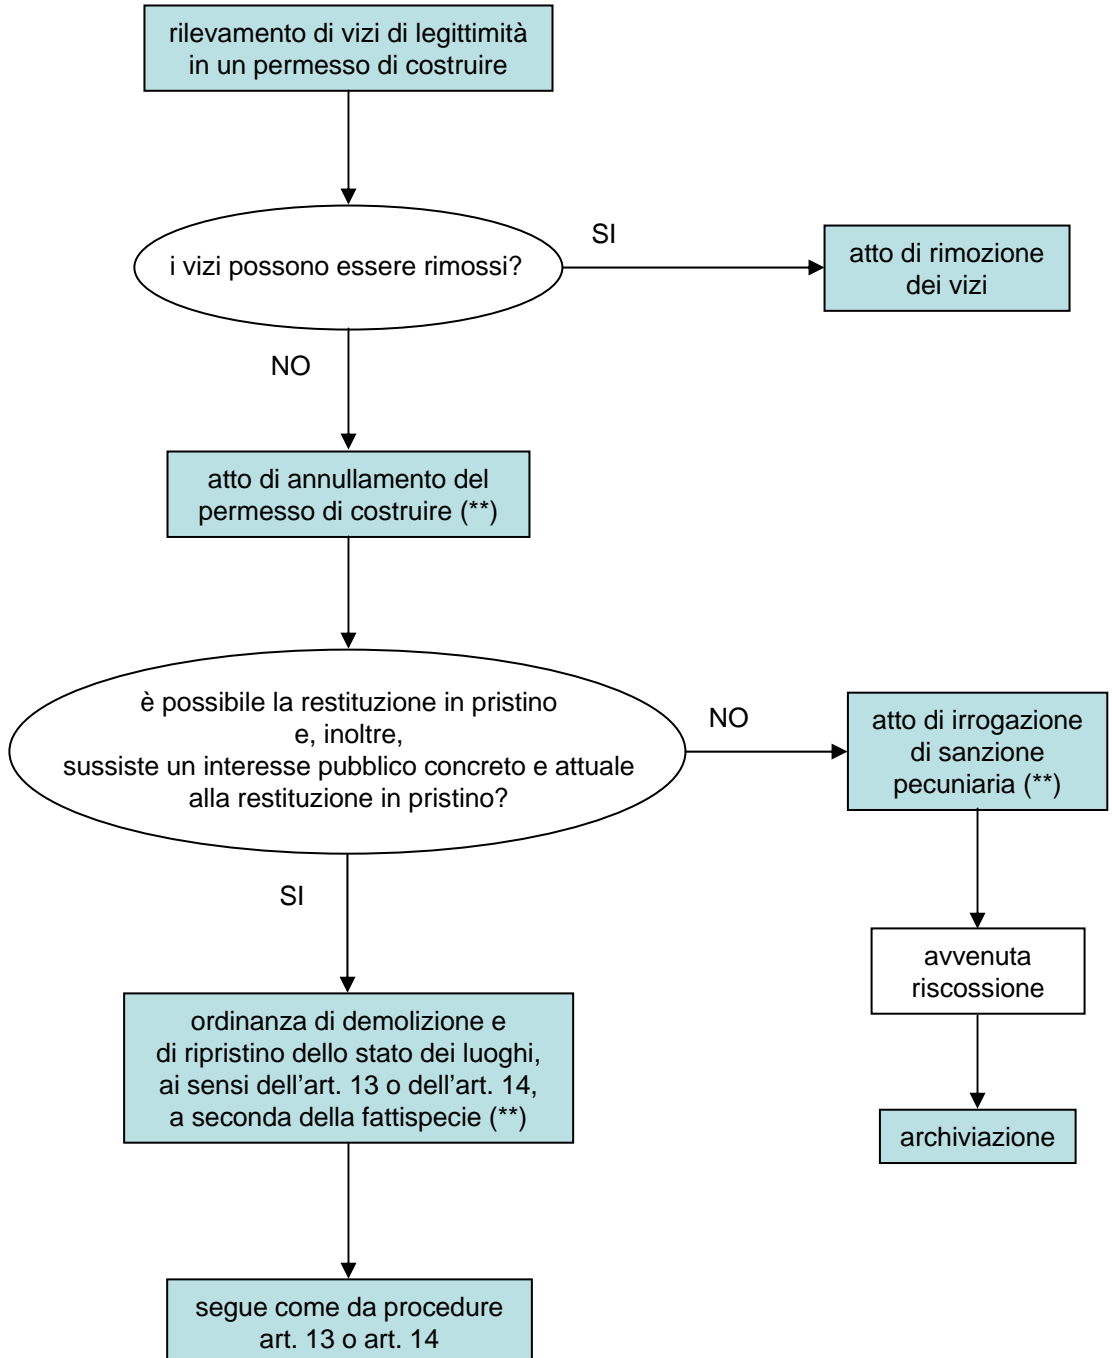 rilevamento di vizi di legittimità
in un permesso di costruire
i vizi possono essere rimossi?
SI
atto di rimozione
dei vizi
NO
atto di annullamento del
permesso di costruire (**)
è possibile la restituzione in pristino
e, inoltre,
sussiste un interesse pubblico concreto e attuale
alla restituzione in pristino?
NO
atto di irrogazione
di sanzione
pecuniaria (**)
SI
avvenuta
riscossione
ordinanza di demolizione e
di ripristino dello stato dei luoghi,
ai sensi dell’art. 13 o dell’art. 14,
a seconda della fattispecie (**)
archiviazione
segue come da procedure
art. 13 o art. 14